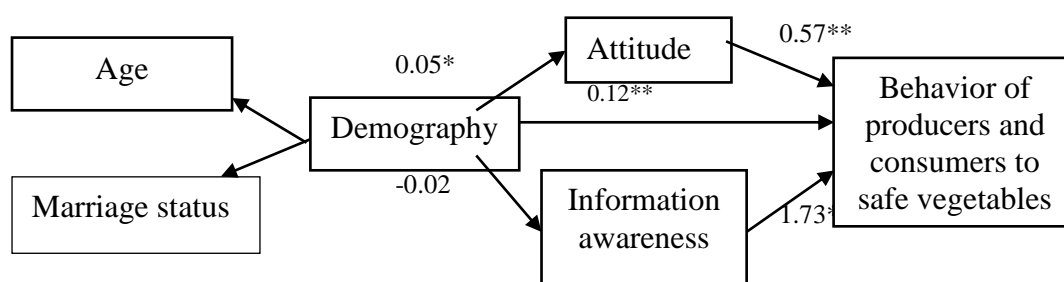 Age
Marriage status
Demography
0.05*
-0.02
Attitude
0.12**
Information
awareness
0.57**
1.73*
Behavior of
producers and
consumers to
safe vegetables